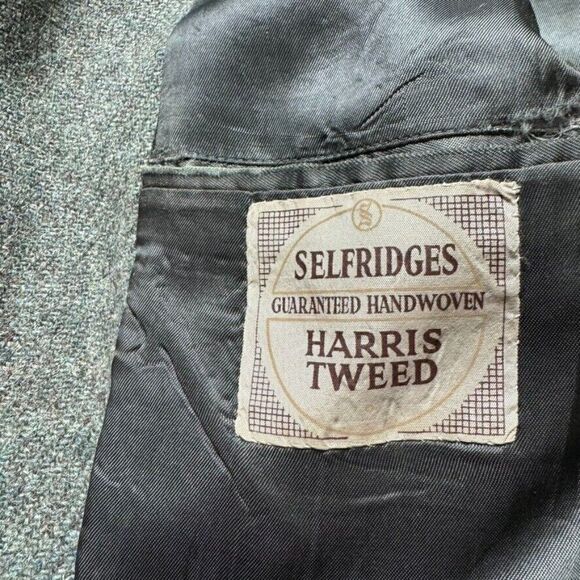 SELFRIDGES
GUARANTEED HANDWOVEN
HARRIS
TWEED